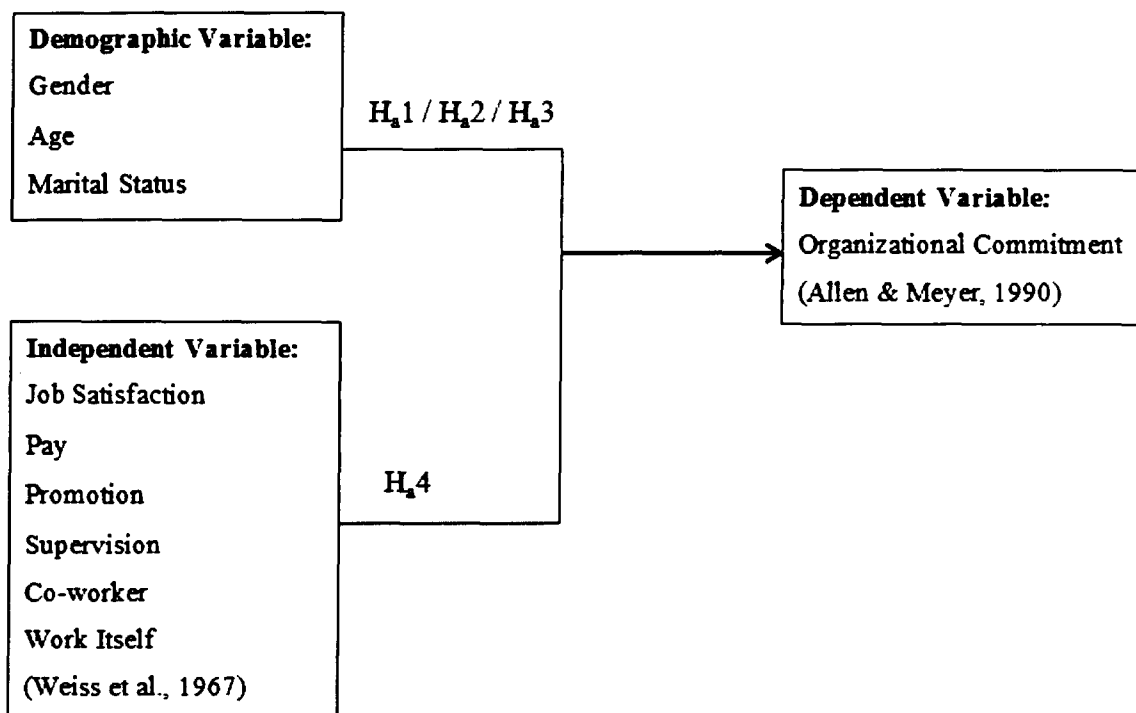 Demographic Variable:
Gender
Age
Marital Status
Hₐ1 / Hₐ2 / Hₐ3
Dependent Variable:
Organizational Commitment
(Allen & Meyer, 1990)
Independent Variable:
Job Satisfaction
Pay
Promotion
Supervision
Co-worker
Work Itself
(Weiss et al., 1967)
Hₐ4